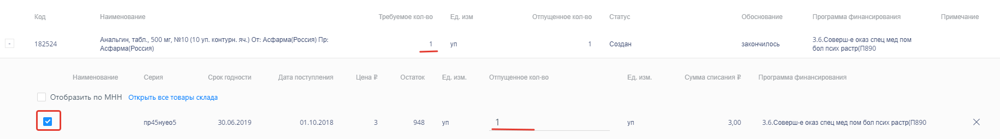 Код Наименование Требуемое кол-во Ед. изм Отпущенное кол-во Статус Обоснование Программа финансирования Примечание
- 182524 Анальгин, табл., 500 мг, №10 (10 уп. контурн. яч.) От: Асфарма(Россия) Пр: Асфарма(Россия) 1 уп 1 Создан закончилось 3.6.Соверш-е оказ спец мед пом бол псих растр(П890
Наименование Серия Срок годности Дата поступления Цена ₽ Остаток Ед. изм. Отпущенное кол-во Ед. изм. Сумма списания ₽ Программа финансирования
Отобразить по МНН Открыть все товары склада
пр45нуео5 30.06.2019 01.10.2018 3 948 уп 1 уп 3,00 3.6.Соверш-е оказ спец мед пом бол псих растр(П890